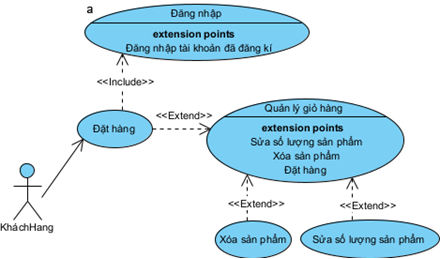 a
Đăng nhập
extension points
Đăng nhập tài khoản đã đăng kí
<<Include>>
Đặt hàng
<<Extend>>
Quản lý giỏ hàng
extension points
Sửa số lượng sản phẩm
Xóa sản phẩm
Đặt hàng
KháchHang
<<Extend>>
<<Extend>>
Xóa sản phẩm
Sửa số lượng sản phẩm